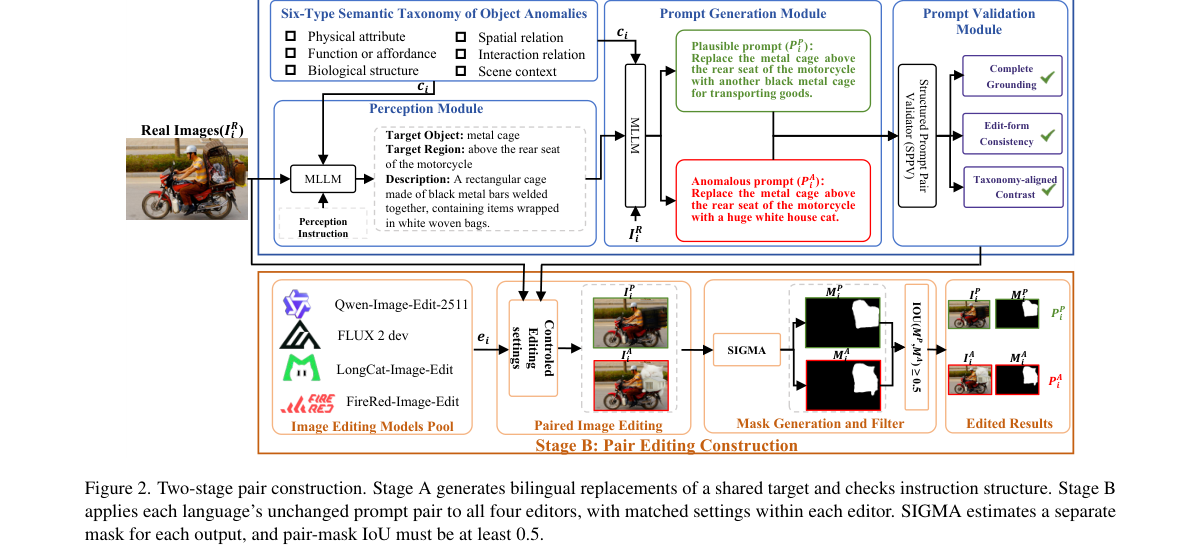 Six-Type Semantic Taxonomy of Object Anomalies
Physical attribute
Function or affordance
Biological structure
Spatial relation
Interaction relation
Scene context
c_i
c_i
Real Images(I_i^R)
Perception Module
MLLM
Perception
Instruction
Target Object: metal cage
Target Region: above the rear seat
of the motorcycle
Description: A rectangular cage
made of black metal bars welded
together, containing items wrapped
in white woven bags.
Prompt Generation Module
MLLM
I_i^R
Plausible prompt (P_i^P):
Replace the metal cage above
the rear seat of the motorcycle
with another black metal cage
for transporting goods.
Anomalous prompt (P_i^A):
Replace the metal cage above
the rear seat of the motorcycle
with a huge white house cat.
Prompt Validation
Module
Structured Prompt Pair
Validator (SPPV)
Complete
Grounding
Edit-form
Consistency
Taxonomy-aligned
Contrast
Qwen-Image-Edit-2511
FLUX 2 dev
LongCat-Image-Edit
FIRE
RED
FireRed-Image-Edit
Image Editing Models Pool
e_i
Controled
Editing
settings
I_i^P
I_i^A
Paired Image Editing
SIGMA
M_i^P
M_i^A
IOU(M^P,M^A) ≥ 0.5
Mask Generation and Filter
I_i^P
M_i^P
P_i^P
I_i^A
M_i^A
P_i^A
Edited Results
Stage B: Pair Editing Construction
Figure 2. Two-stage pair construction. Stage A generates bilingual replacements of a shared target and checks instruction structure. Stage B
applies each language's unchanged prompt pair to all four editors, with matched settings within each editor. SIGMA estimates a separate
mask for each output, and pair-mask IoU must be at least 0.5.